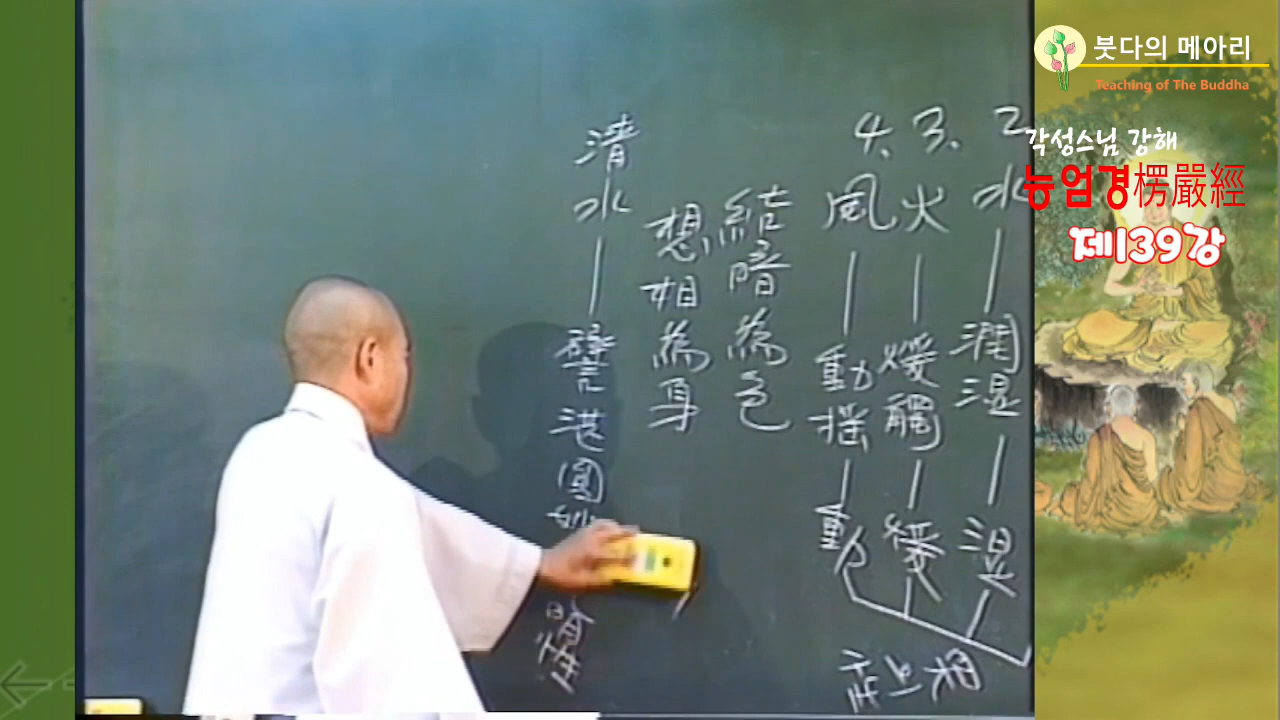 붓다의 메아리
Teaching of The Buddha
각성스님 강해
능엄경楞嚴經
제139강
2 水 | 潤湿 | 湿
3. 火 | 煖觸 | 煖
4. 風 | 動揺 | 動
結暗為色
想相為身
清水 | 譬湛圓妙